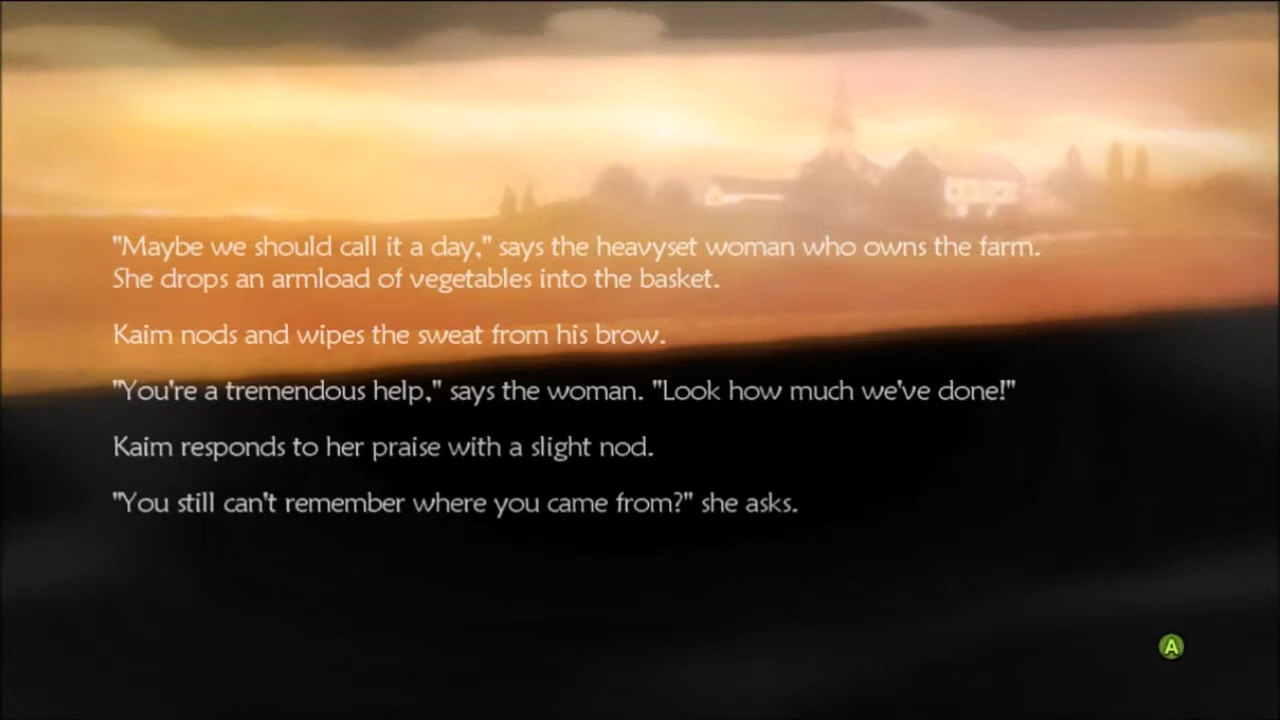 "Maybe we should call it a day," says the heavyset woman who owns the farm.
She drops an armload of vegetables into the basket.
Kaim nods and wipes the sweat from his brow.
"You're a tremendous help," says the woman. "Look how much we've done!"
Kaim responds to her praise with a slight nod.
"You still can't remember where you came from?" she asks.
A